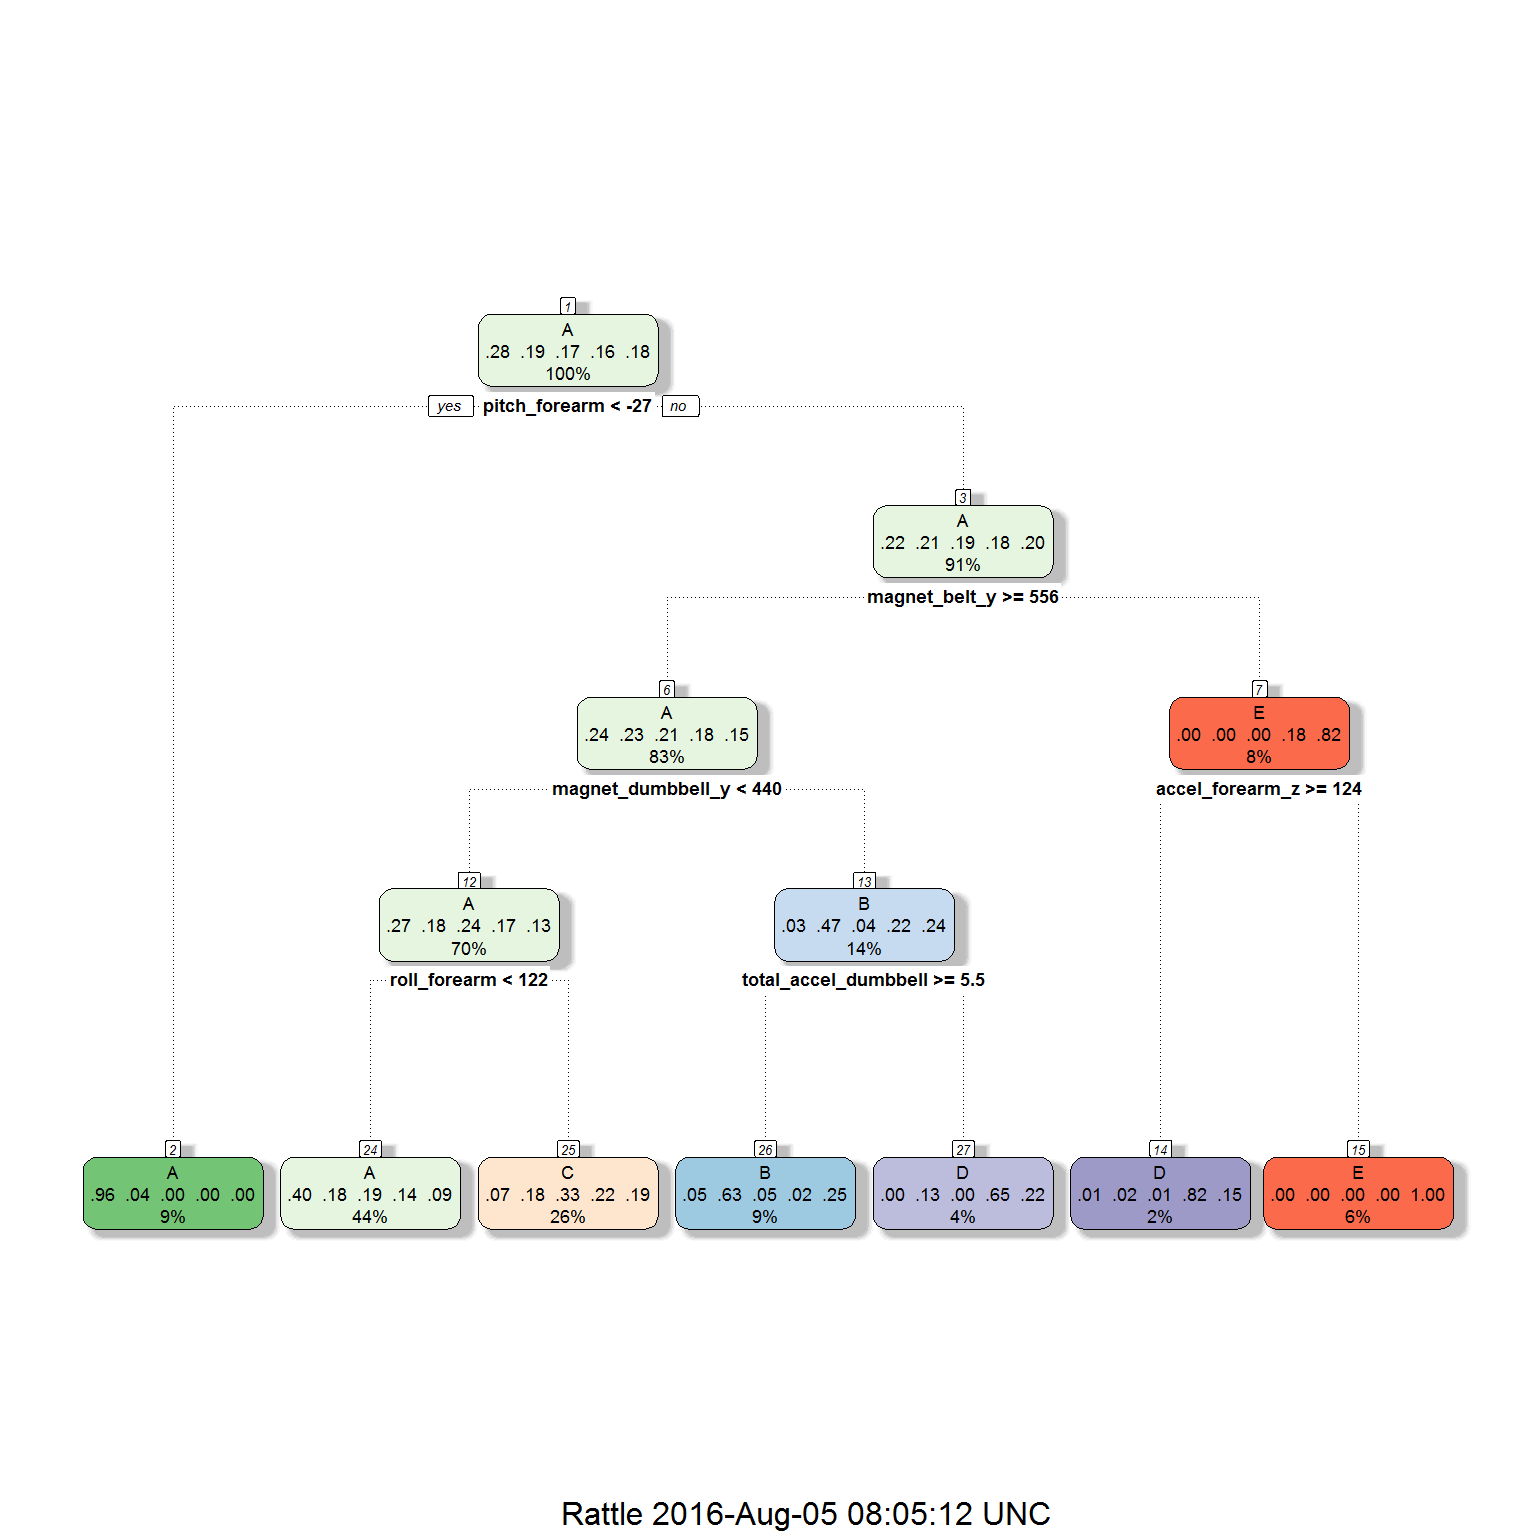 1
A
.28 .19 .17 .16 .18
100%
yes pitch_forearm < -27 no
3
A
.22 .21 .19 .18 .20
91%
magnet_belt_y >= 556
6
A
.24 .23 .21 .18 .15
83%
7
E
.00 .00 .00 .18 .82
8%
magnet_dumbbell_y < 440
accel_forearm_z >= 124
12
A
.27 .18 .24 .17 .13
70%
13
B
.03 .47 .04 .22 .24
14%
roll_forearm < 122
total_accel_dumbbell >= 5.5
2
A
.96 .04 .00 .00 .00
9%
24
A
.40 .18 .19 .14 .09
44%
25
C
.07 .18 .33 .22 .19
26%
26
B
.05 .63 .05 .02 .25
9%
27
D
.00 .13 .00 .65 .22
4%
14
D
.01 .02 .01 .82 .15
2%
15
E
.00 .00 .00 .00 1.00
6%
Rattle 2016-Aug-05 08:05:12 UNC